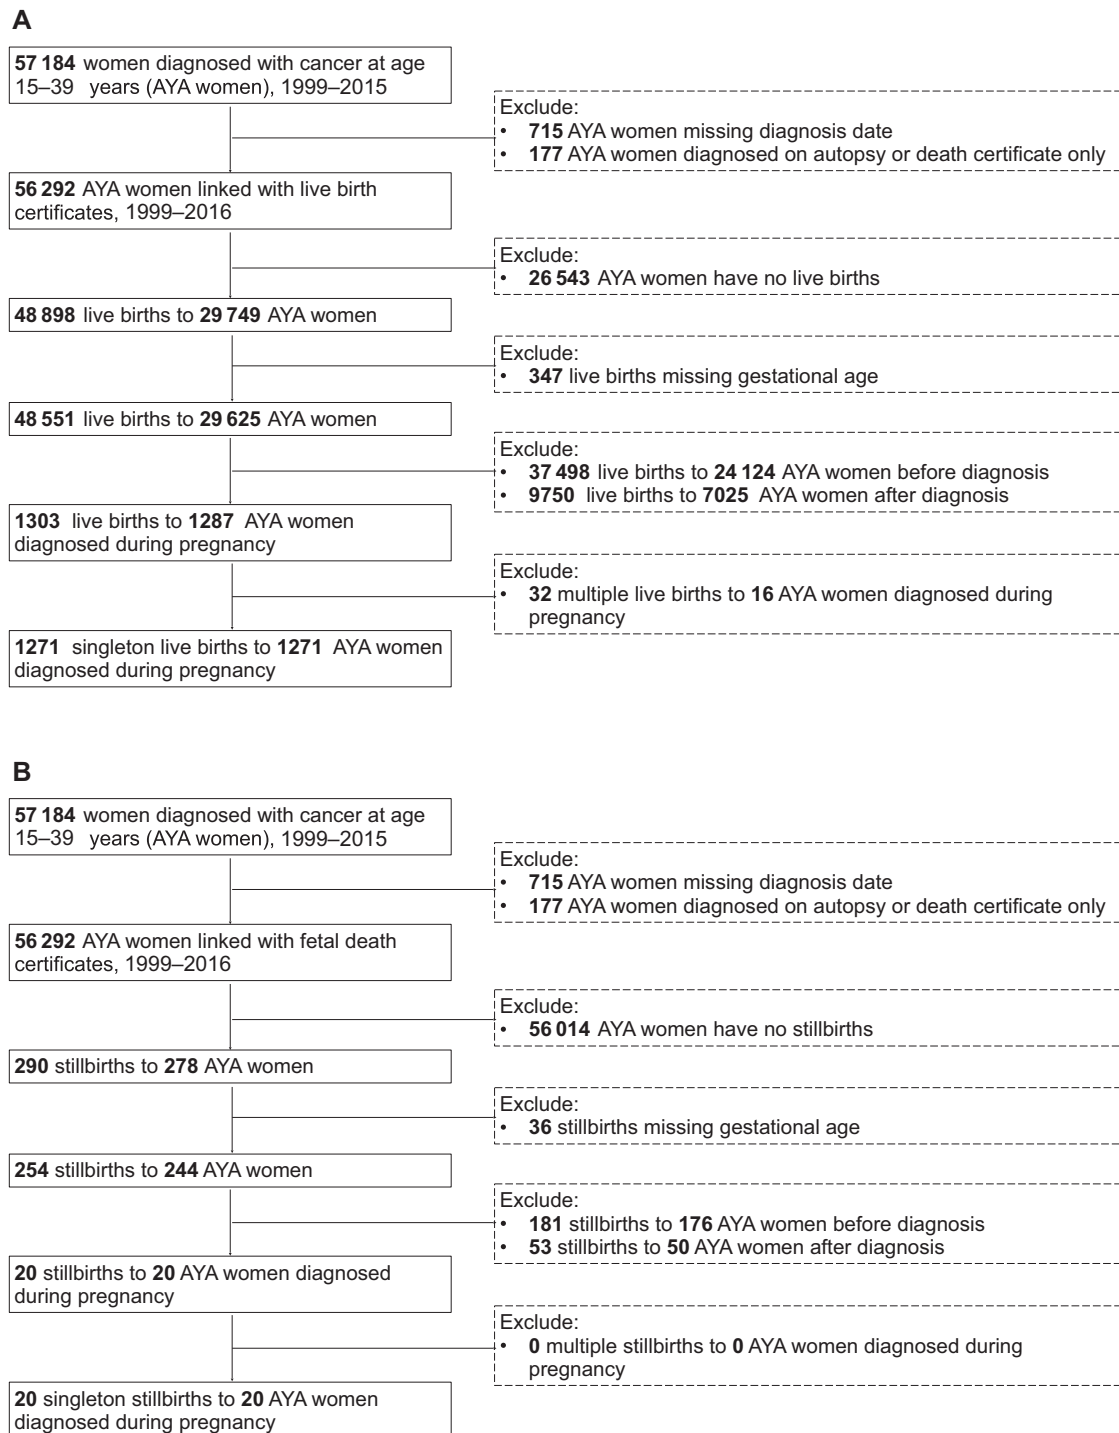 A
57 184 women diagnosed with cancer at age
15–39 years (AYA women), 1999–2015
Exclude:
• 715 AYA women missing diagnosis date
• 177 AYA women diagnosed on autopsy or death certificate only
56 292 AYA women linked with live birth
certificates, 1999–2016
Exclude:
• 26 543 AYA women have no live births
48 898 live births to 29 749 AYA women
Exclude:
• 347 live births missing gestational age
48 551 live births to 29 625 AYA women
Exclude:
• 37 498 live births to 24 124 AYA women before diagnosis
• 9750 live births to 7025 AYA women after diagnosis
1303 live births to 1287 AYA women
diagnosed during pregnancy
Exclude:
• 32 multiple live births to 16 AYA women diagnosed during
pregnancy
1271 singleton live births to 1271 AYA women
diagnosed during pregnancy
B
57 184 women diagnosed with cancer at age
15–39 years (AYA women), 1999–2015
Exclude:
• 715 AYA women missing diagnosis date
• 177 AYA women diagnosed on autopsy or death certificate only
56 292 AYA women linked with fetal death
certificates, 1999–2016
Exclude:
• 56 014 AYA women have no stillbirths
290 stillbirths to 278 AYA women
Exclude:
• 36 stillbirths missing gestational age
254 stillbirths to 244 AYA women
Exclude:
• 181 stillbirths to 176 AYA women before diagnosis
• 53 stillbirths to 50 AYA women after diagnosis
20 stillbirths to 20 AYA women diagnosed
during pregnancy
Exclude:
• 0 multiple stillbirths to 0 AYA women diagnosed during
pregnancy
20 singleton stillbirths to 20 AYA women
diagnosed during pregnancy